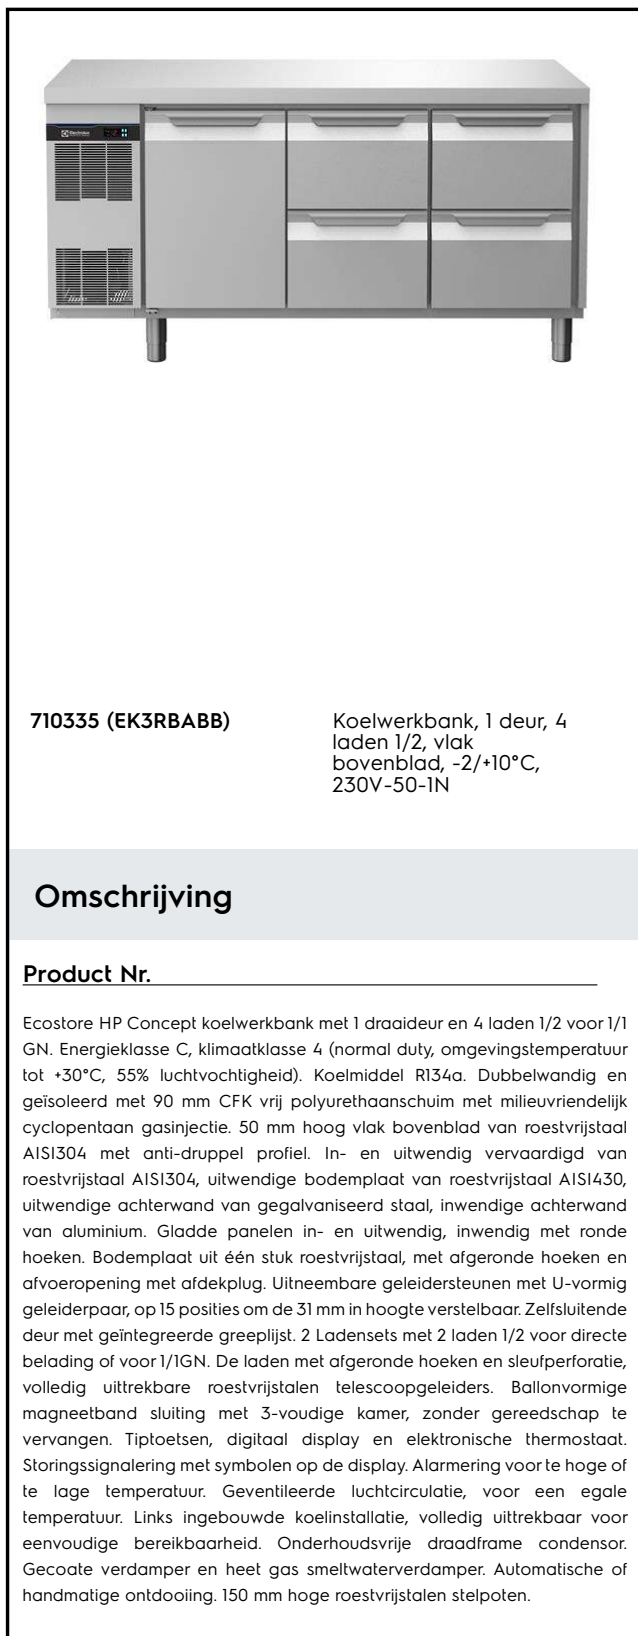 Electrolux
710335 (EK3RBABB)
Koelwerkbank, 1 deur, 4
laden 1/2, vlak
bovenblad, -2/+10°C,
230V-50-1N
Omschrijving
Product Nr.
Ecostore HP Concept koelwerkbank met 1 draaideur en 4 laden 1/2 voor 1/1
GN. Energieklasse C, klimaatklasse 4 (normal duty, omgevingstemperatuur
tot +30°C, 55% luchtvochtigheid). Koelmiddel R134a. Dubbelwandig en
geïsoleerd met 90 mm CFK vrij polyurethaanschuim met milieuvriendelijk
cyclopentaan gasinjectie. 50 mm hoog vlak bovenblad van roestvrijstaal
AISI304 met anti-druppel profiel. In- en uitwendig vervaardigd van
roestvrijstaal AISI304, uitwendige bodemplaat van roestvrijstaal AISI430,
uitwendige achterwand van gegalvaniseerd staal, inwendige achterwand
van aluminium. Gladde panelen in- en uitwendig, inwendig met ronde
hoeken. Bodemplaat uit één stuk roestvrijstaal, met afgeronde hoeken en
afvoeropening met afdekplug. Uitneembare geleidersteunen met U-vormig
geleiderpaar, op 15 posities om de 31 mm in hoogte verstelbaar. Zelfsluitende
deur met geïntegreerde greeplijst. 2 Ladensets met 2 laden 1/2 voor directe
belading of voor 1/1GN. De laden met afgeronde hoeken en sleufperforatie,
volledig uittrekbare roestvrijstalen telescoopgeleiders. Ballonvormige
magneetband sluiting met 3-voudige kamer, zonder gereedschap te
vervangen. Tiptoetsen, digitaal display en elektronische thermostaat.
Storingssignalering met symbolen op de display. Alarmering voor te hoge of
te lage temperatuur. Geventileerde luchtcirculatie, voor een egale
temperatuur. Links ingebouwde koelinstallatie, volledig uittrekbaar voor
eenvoudige bereikbaarheid. Onderhoudsvrije draadframe condensor.
Gecoate verdamper en heet gas smeltwaterverdamper. Automatische of
handmatige ontdooiing. 150 mm hoge roestvrijstalen stelpoten.